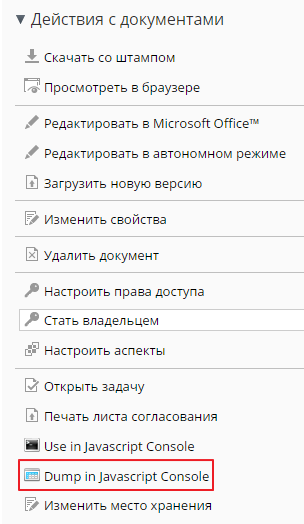 Действия с документами
Скачать со штампом
Просмотреть в браузере
Редактировать в Microsoft Office™
Редактировать в автономном режиме
Загрузить новую версию
Изменить свойства
Удалить документ
Настроить права доступа
Стать владельцем
Настроить аспекты
Открыть задачу
Печать листа согласования
Use in Javascript Console
Dump in Javascript Console
Изменить место хранения